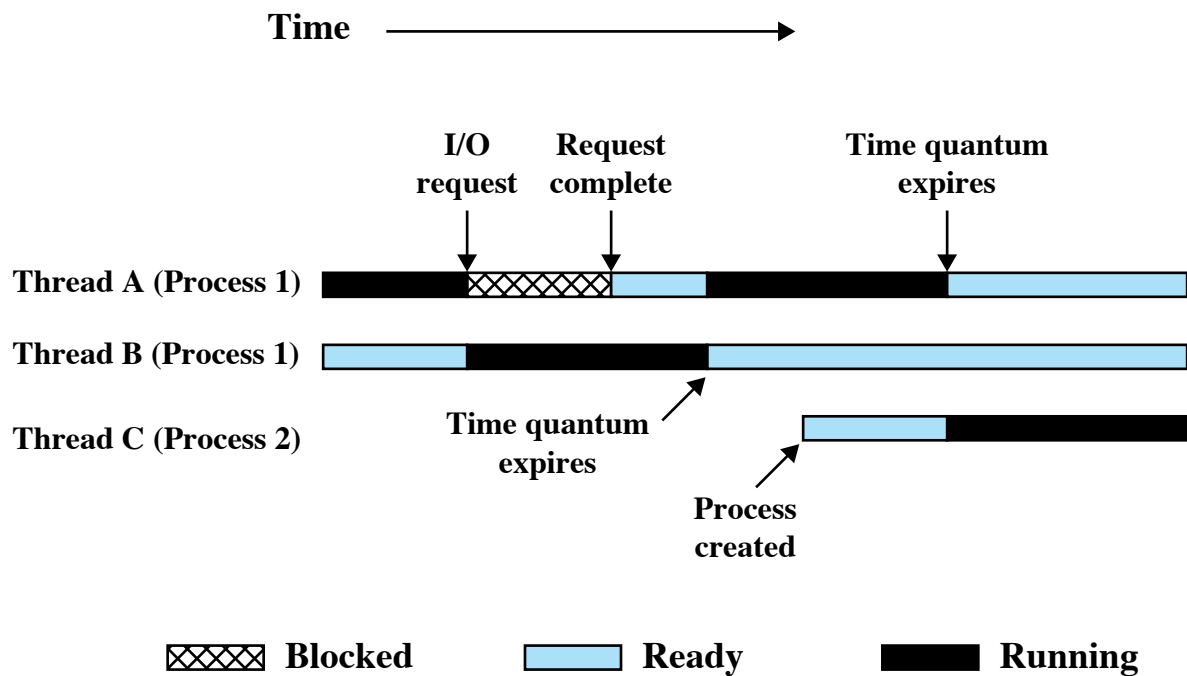 Time
I/O
request
Request
complete
Time quantum
expires
Thread A (Process 1)
Thread B (Process 1)
Thread C (Process 2)
Time quantum
expires
Process
created
Blocked
Ready
Running